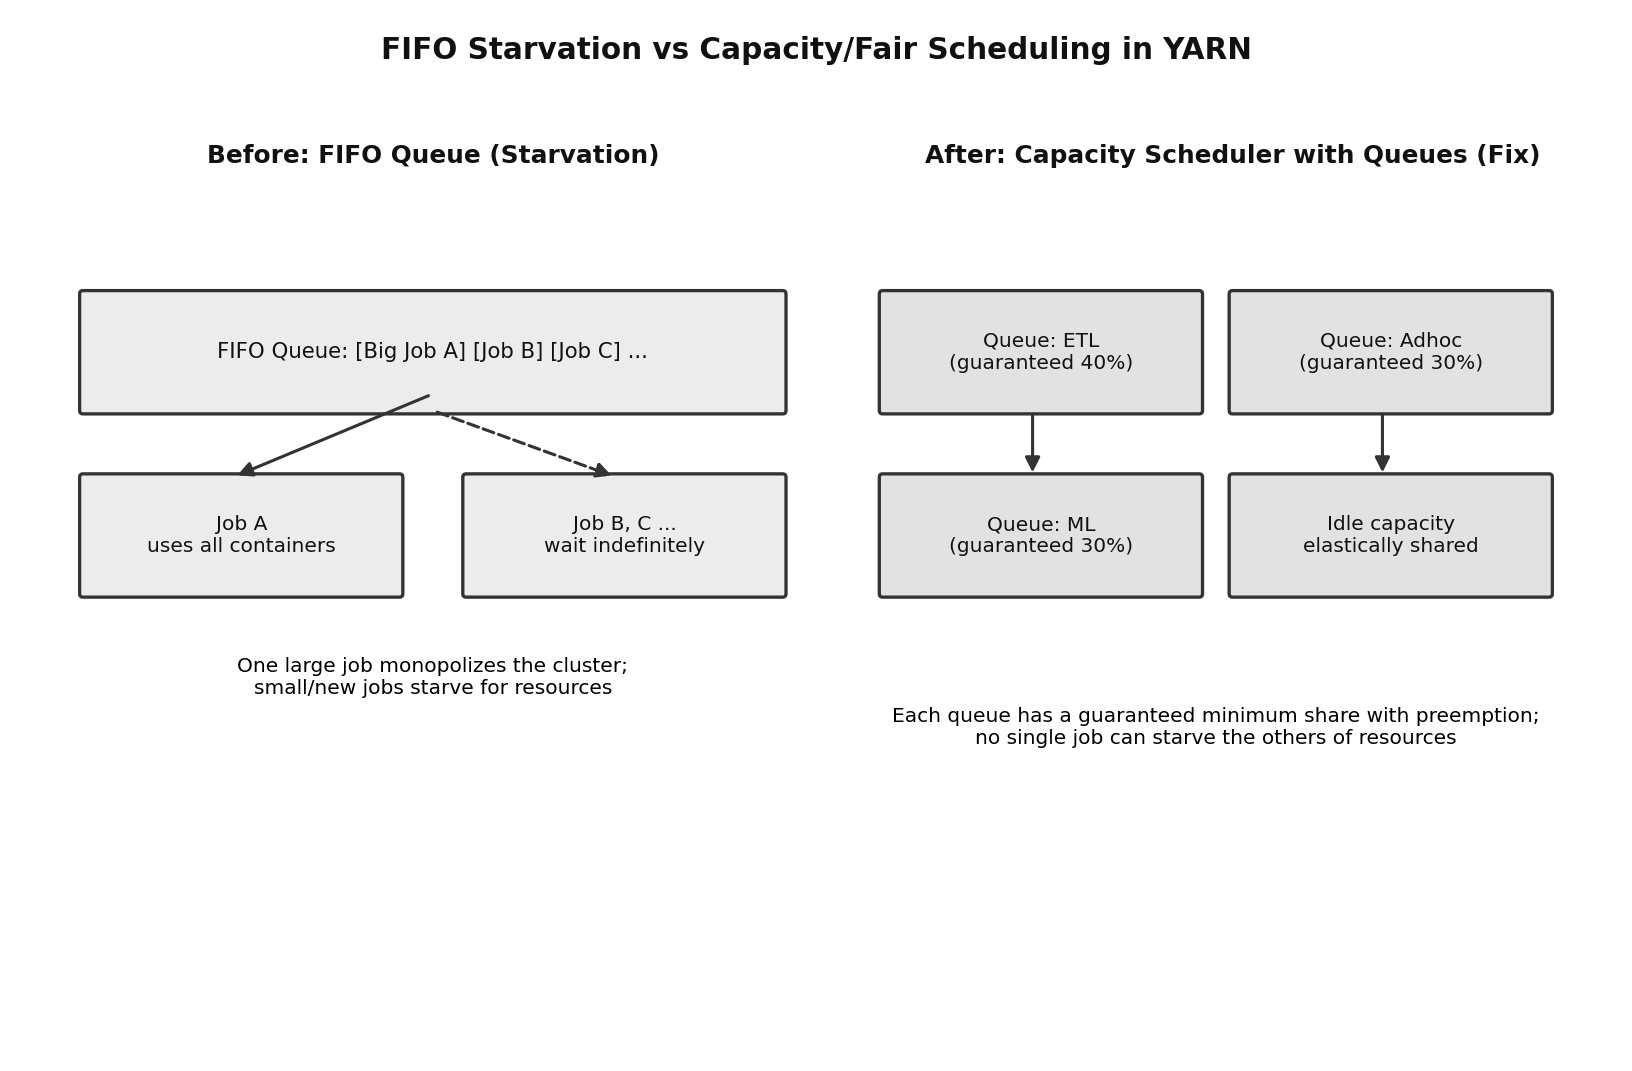 FIFO Starvation vs Capacity/Fair Scheduling in YARN
Before: FIFO Queue (Starvation)
FIFO Queue: [Big Job A] [Job B] [Job C] ...
Job A
uses all containers
Job B, C ...
wait indefinitely
One large job monopolizes the cluster;
small/new jobs starve for resources
After: Capacity Scheduler with Queues (Fix)
Queue: ETL
(guaranteed 40%)
Queue: Adhoc
(guaranteed 30%)
Queue: ML
(guaranteed 30%)
Idle capacity
elastically shared
Each queue has a guaranteed minimum share with preemption;
no single job can starve the others of resources